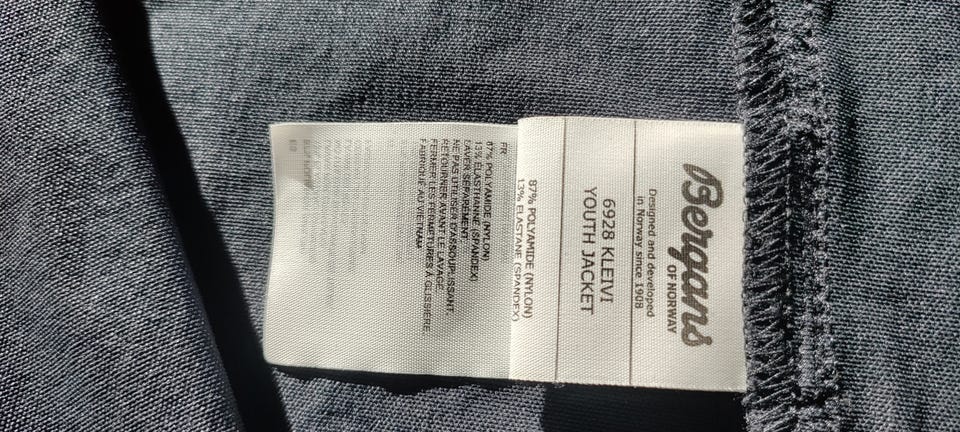 Bergans
OF NORWAY
Designed and developed
in Norway since 1908
6928 KLEIVI
YOUTH JACKET
87% POLYAMIDE (NYLON)
13% ELASTANE (SPANDEX)
FR
87% POLYAMIDE (NYLON)
13% ÉLASTHANNE (SPANDEX)
LAVER SÉPARÉMENT.
NE PAS UTILISER D'ASSOUPLISSANT.
RETOURNER AVANT LE LAVAGE.
FERMER LES FERMETURES À GLISSIÈRE.
FABRIQUÉ AU VIETNAM